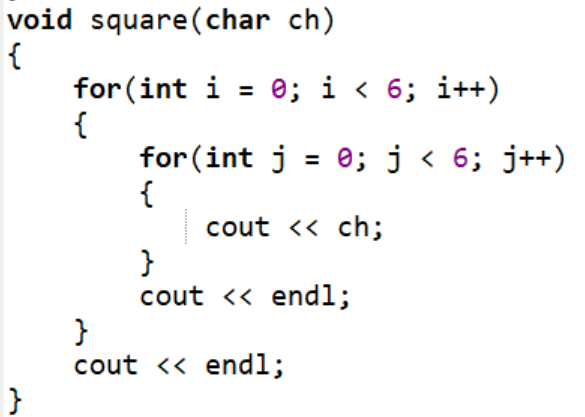 void square(char ch)
{
    for(int i = 0; i < 6; i++)
    {
        for(int j = 0; j < 6; j++)
        {
            cout << ch;
        }
        cout << endl;
    }
    cout << endl;
}